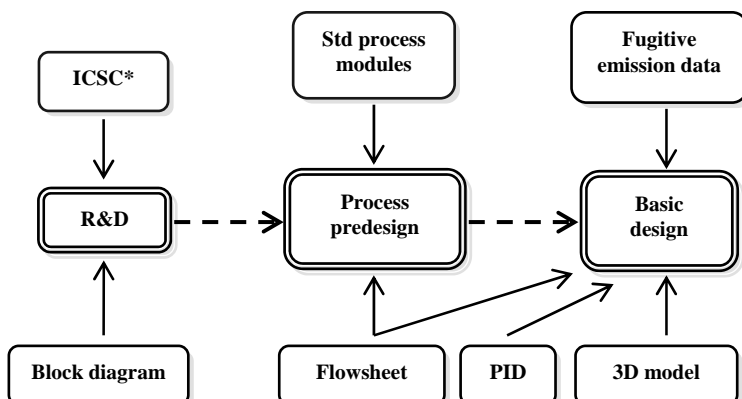 Std process
modules
Fugitive
emission data
ICSC*
R&D
Process
predesign
Basic
design
Block diagram
Flowsheet
PID
3D model